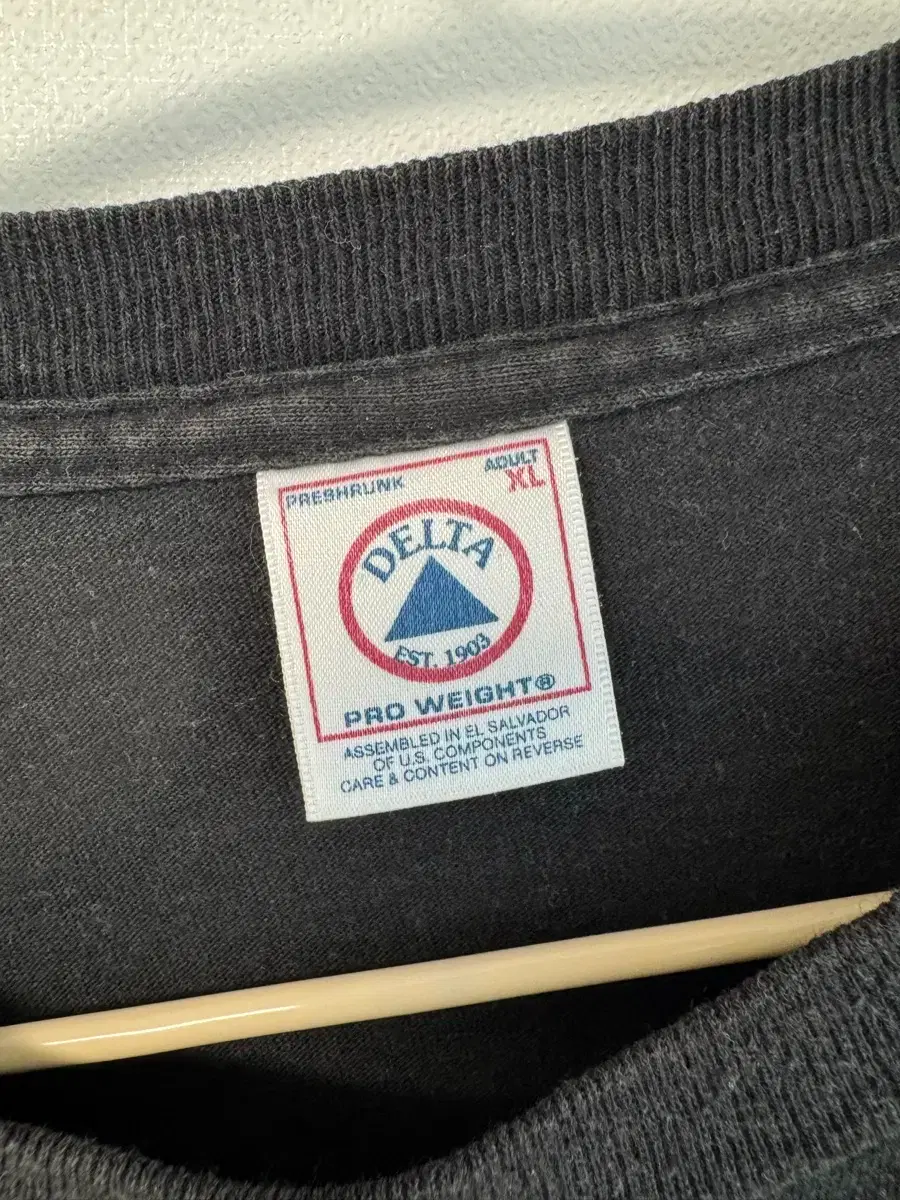 PRESHRUNK
ADULT
XL
DELTA
EST. 1903
PRO WEIGHT®
ASSEMBLED IN EL SALVADOR
OF U.S. COMPONENTS
CARE & CONTENT ON REVERSE